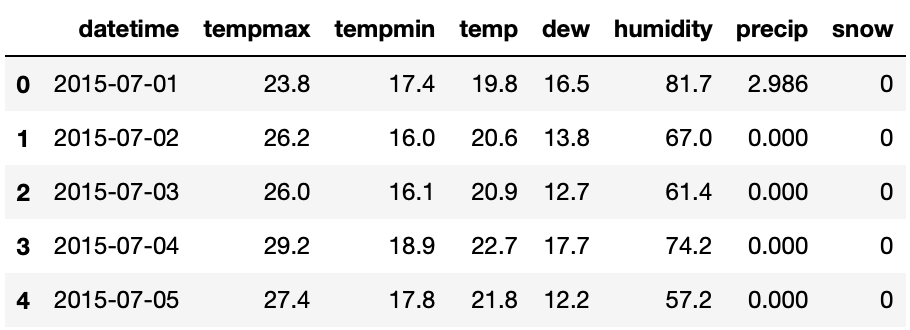 datetime tempmax tempmin temp dew humidity precip snow
0 2015-07-01 23.8 17.4 19.8 16.5 81.7 2.986 0
1 2015-07-02 26.2 16.0 20.6 13.8 67.0 0.000 0
2 2015-07-03 26.0 16.1 20.9 12.7 61.4 0.000 0
3 2015-07-04 29.2 18.9 22.7 17.7 74.2 0.000 0
4 2015-07-05 27.4 17.8 21.8 12.2 57.2 0.000 0